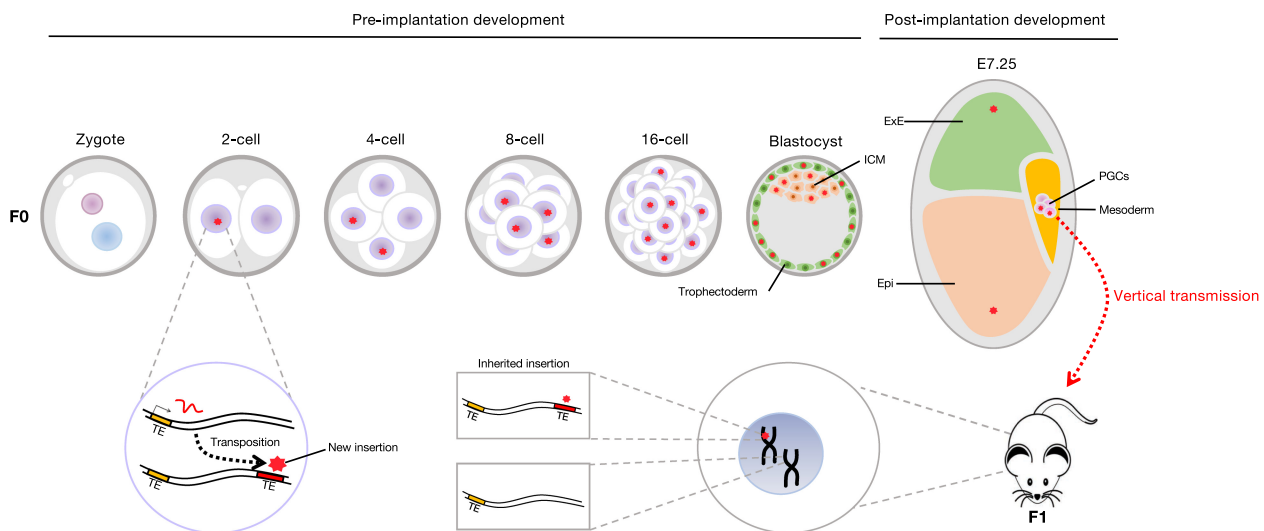 Pre-implantation development
Post-implantation development
E7.25
Zygote
2-cell
4-cell
8-cell
16-cell
Blastocyst
ExE
ICM
PGCs
Mesoderm
F0
Trophectoderm
Epi
Vertical transmission
Inherited insertion
TE
TE
TE
Transposition
New insertion
TE
TE
TE
F1